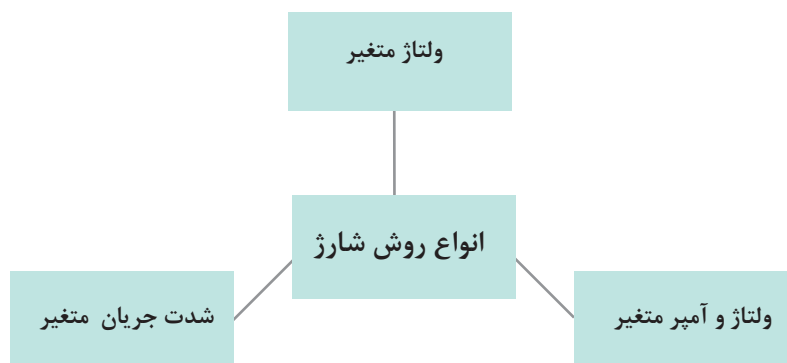 ولتاژ متغیر
انواع روش شارژ
ولتاژ و آمپر متغیر
شدت جریان متغیر